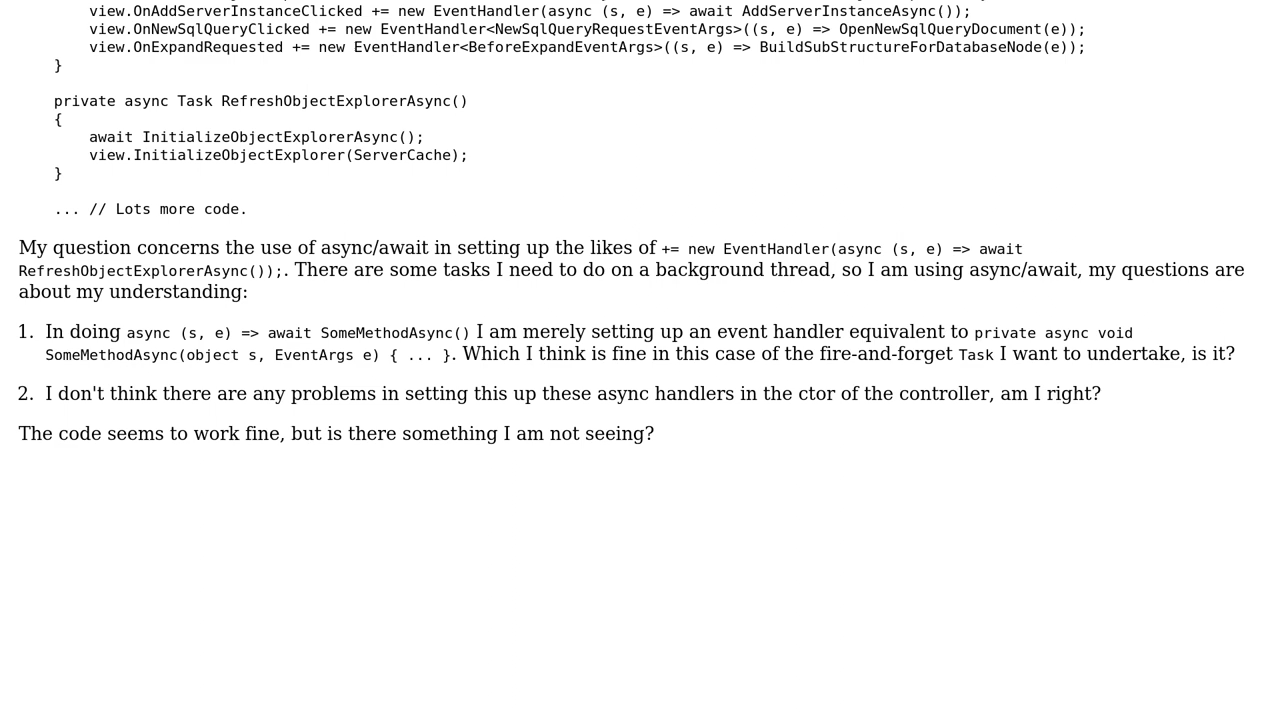 view.OnAddServerInstanceClicked += new EventHandler(async (s, e) => await AddServerInstanceAsync());
view.OnNewSqlQueryClicked += new EventHandler<NewSqlQueryRequestEventArgs>((s, e) => OpenNewSqlQueryDocument(e));
view.OnExpandRequested += new EventHandler<BeforeExpandEventArgs>((s, e) => BuildSubStructureForDatabaseNode(e));
}
private async Task RefreshObjectExplorerAsync()
{
await InitializeObjectExplorerAsync();
view.InitializeObjectExplorer(ServerCache);
}
... // Lots more code.
My question concerns the use of async/await in setting up the likes of += new EventHandler(async (s, e) => await
RefreshObjectExplorerAsync());. There are some tasks I need to do on a background thread, so I am using async/await, my questions are
about my understanding:
1. In doing async (s, e) => await SomeMethodAsync() I am merely setting up an event handler equivalent to private async void
SomeMethodAsync(object s, EventArgs e) { ... }. Which I think is fine in this case of the fire-and-forget Task I want to undertake, is it?
2. I don't think there are any problems in setting this up these async handlers in the ctor of the controller, am I right?
The code seems to work fine, but is there something I am not seeing?